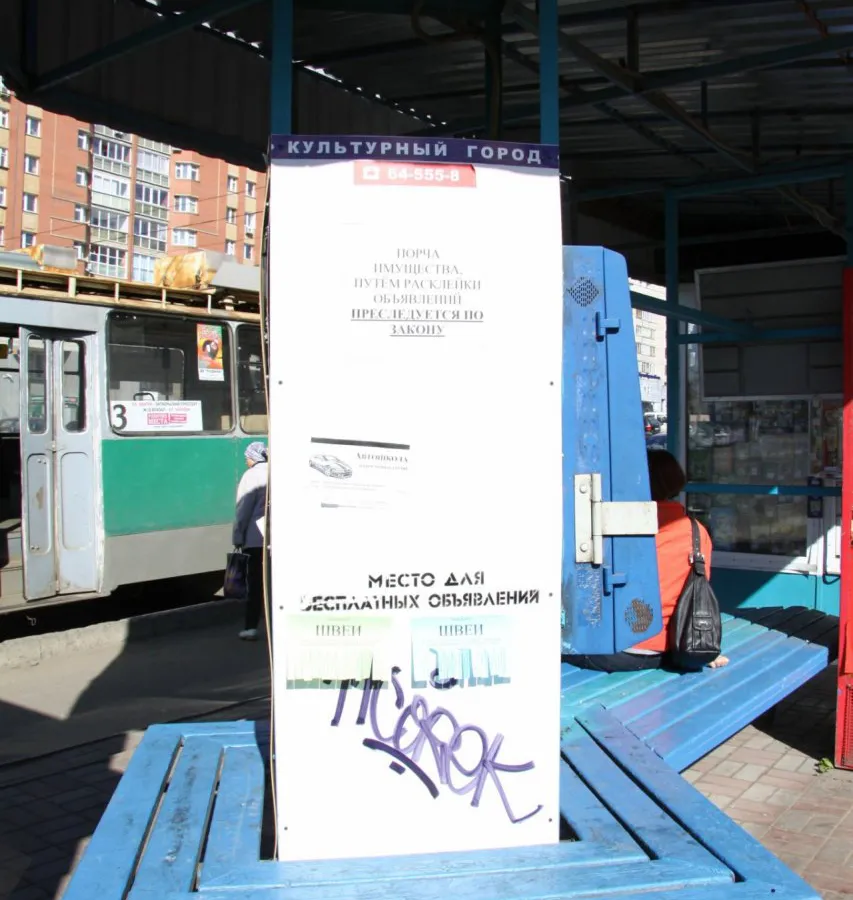 КУЛЬТУРНЫЙ ГОРОД
64-555-8
ПОРЧА
ИМУЩЕСТВА,
ПУТЕМ РАСКЛЕЙКИ
ОБЪЯВЛЕНИЙ
ПРЕСЛЕДУЕТСЯ ПО
ЗАКОНУ
3
АВТОШКОЛА
МЕСТО ДЛЯ
БЕСПЛАТНЫХ ОБЪЯВЛЕНИЙ
ШВЕИ
ШВЕИ